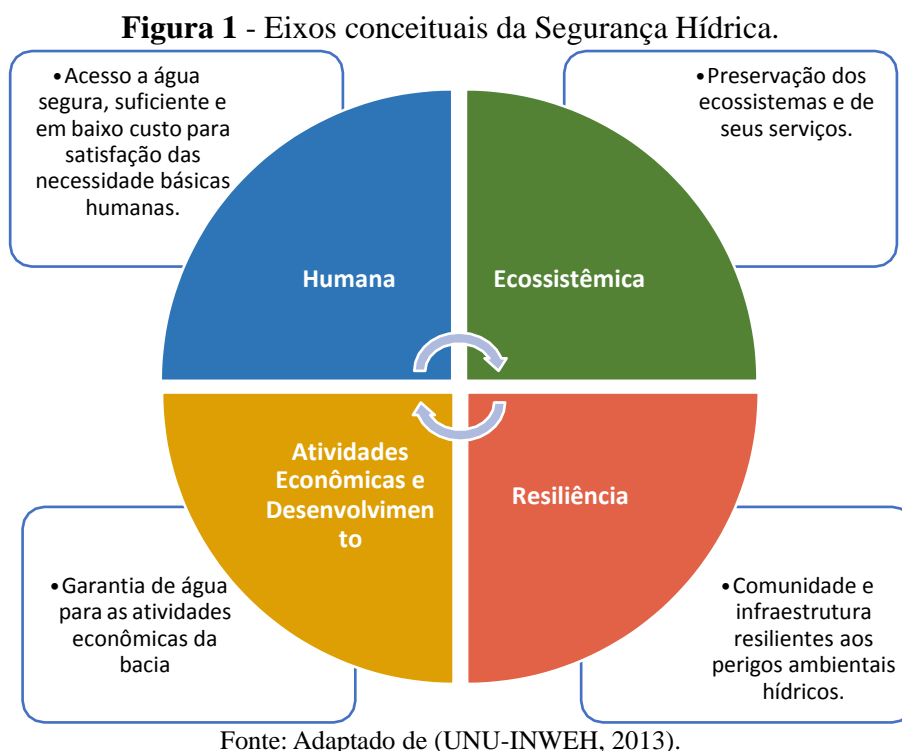 Figura 1 - Eixos conceituais da Segurança Hídrica.
•Acesso a água
segura, suficiente e
em baixo custo para
satisfação das
necessidade básicas
humanas.
•Preservação dos
ecossistemas e de
seus serviços.
Humana
Ecossistêmica
Atividades
Econômicas e
Desenvolvimen
to
Resiliência
•Garantia de água
para as atividades
econômicas da
bacia
•Comunidade e
infraestrutura
resilientes aos
perigos ambientais
hídricos.
Fonte: Adaptado de (UNU-INWEH, 2013).